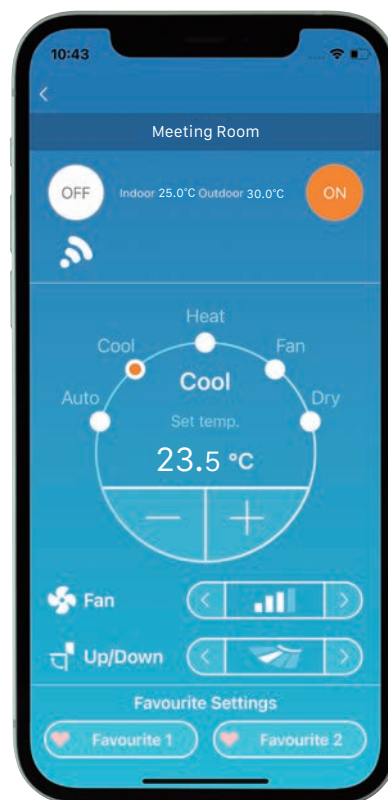 10:43
Meeting Room
OFF
Indoor 25.0°C Outdoor 30.0°C
ON
Heat
Cool
Fan
Cool
Auto
Dry
Set temp.
23.5 °C
Fan
Up/Down
Favourite Settings
Favourite 1
Favourite 2